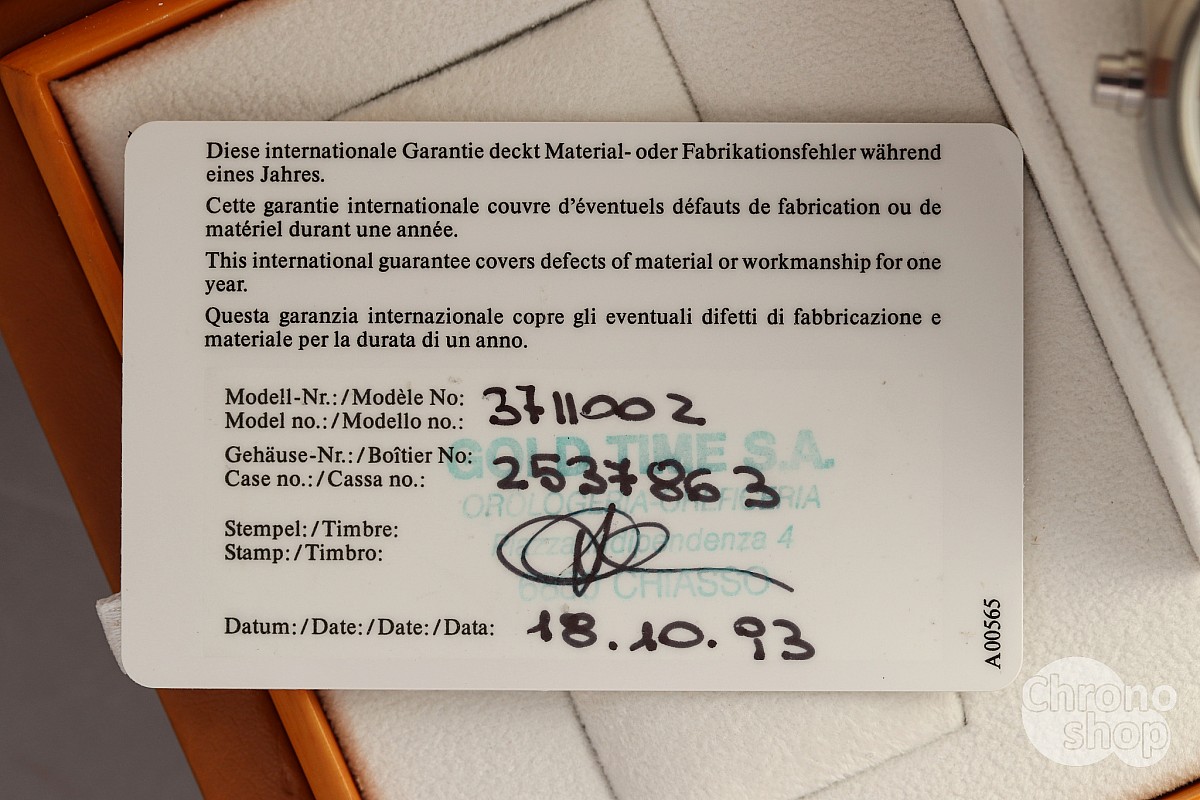 Diese internationale Garantie deckt Material- oder Fabrikationsfehler während
eines Jahres.
Cette garantie internationale couvre d'éventuels défauts de fabrication ou de
matériel durant une année.
This international guarantee covers defects of material or workmanship for one
year.
Questa garanzia internazionale copre gli eventuali difetti di fabbricazione e
materiale per la durata di un anno.
Modell-Nr.:/Modèle No:
Model no.:/Modello no.:
3711002
GOLD TIME S.A.
Gehäuse-Nr.:/Boîtier No:
Case no.:/Cassa no.:
2537863
OROLOGERIA-OREFICERIA
Stempel:/Timbre:
Stamp:/Timbro:
Piazza Indipendenza 4
6830 CHIASSO
Datum:/Date:/Date:/Data:
18.10.93
A00565
Chrono
shop